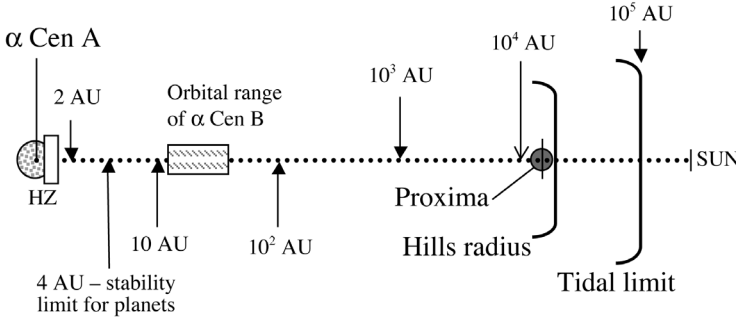 α Cen A
2 AU
Orbital range
of α Cen B
10³ AU
10⁴ AU
10⁵ AU
SUN
HZ
Proxima
10 AU
10² AU
Hills radius
4 AU – stability
limit for planets
Tidal limit